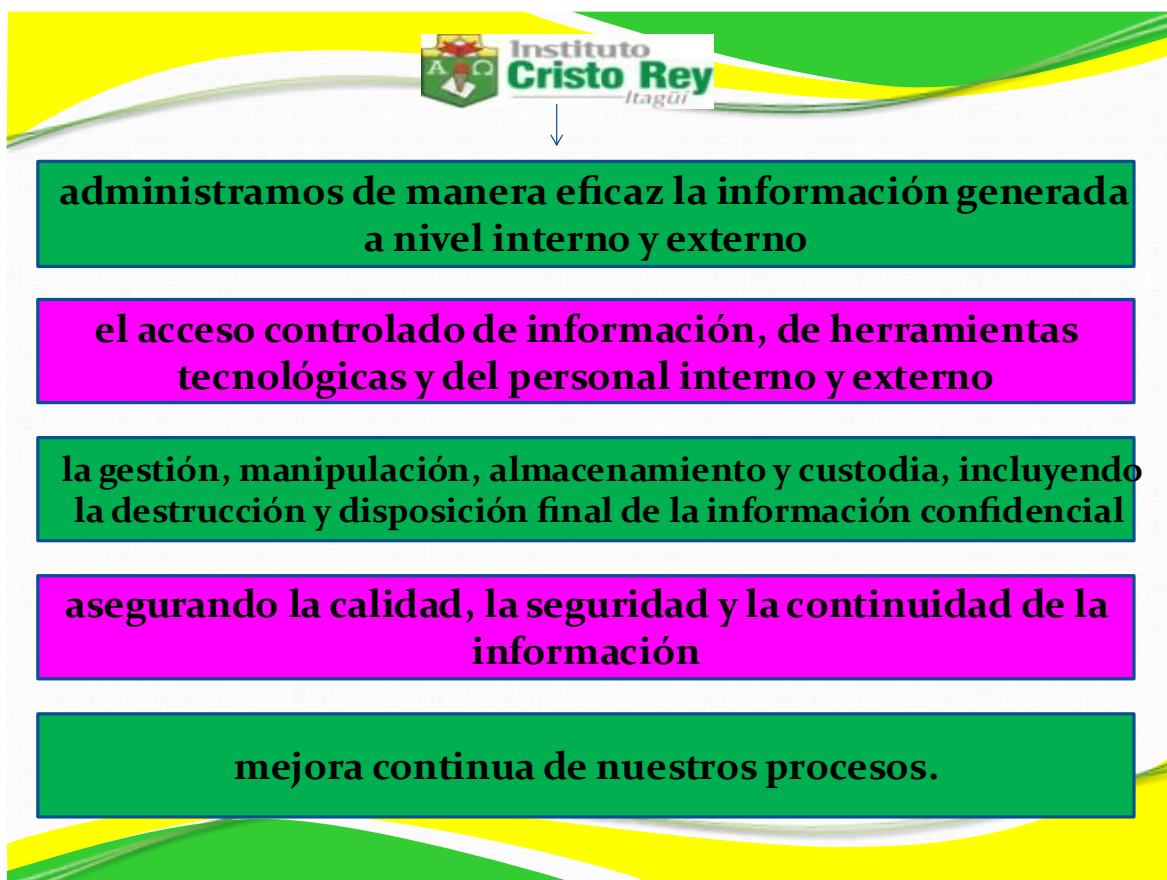 Instituto
Α Ω Cristo Rey
Itagüí
administramos de manera eficaz la información generada
a nivel interno y externo
el acceso controlado de información, de herramientas
tecnológicas y del personal interno y externo
la gestión, manipulación, almacenamiento y custodia, incluyendo
la destrucción y disposición final de la información confidencial
asegurando la calidad, la seguridad y la continuidad de la
información
mejora continua de nuestros procesos.